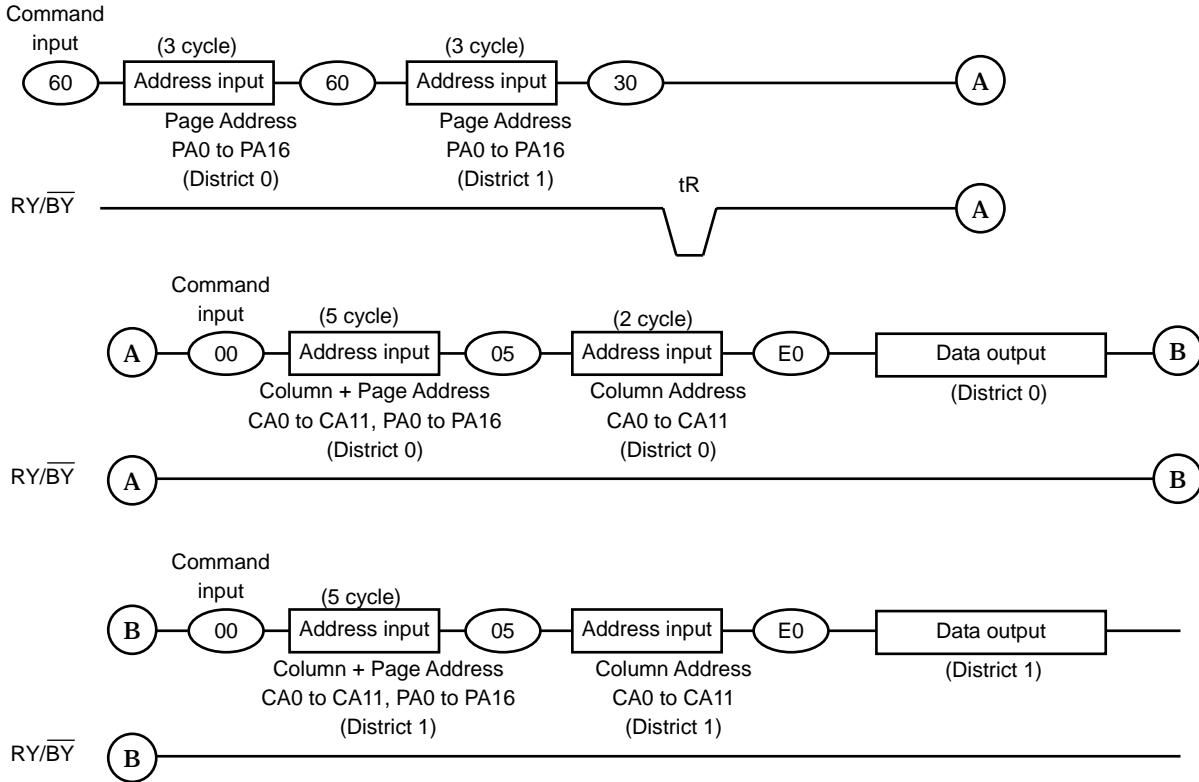 Command
input
(3 cycle)
(3 cycle)
60
Address input
60
Address input
30
A
Page Address
PA0 to PA16
(District 0)
Page Address
PA0 to PA16
(District 1)
tR
RY/BY
A
Command
input
(5 cycle)
(2 cycle)
A
00
Address input
05
Address input
E0
Data output
B
Column + Page Address
CA0 to CA11, PA0 to PA16
(District 0)
Column Address
CA0 to CA11
(District 0)
(District 0)
RY/BY
A
B
Command
input
(5 cycle)
B
00
Address input
05
Address input
E0
Data output
Column + Page Address
CA0 to CA11, PA0 to PA16
(District 1)
Column Address
CA0 to CA11
(District 1)
(District 1)
RY/BY
B